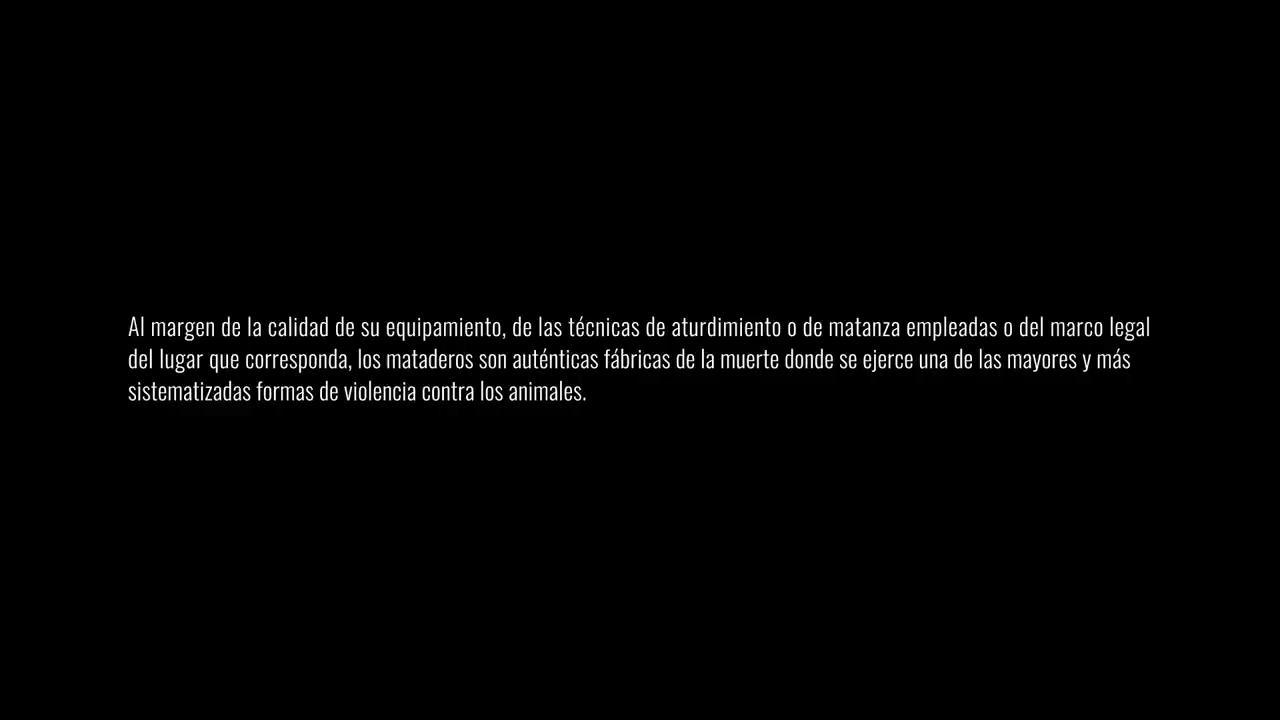 Al margen de la calidad de su equipamiento, de las técnicas de aturdimiento o de matanza empleadas o del marco legal
del lugar que corresponda, los mataderos son auténticas fábricas de la muerte donde se ejerce una de las mayores y más
sistematizadas formas de violencia contra los animales.